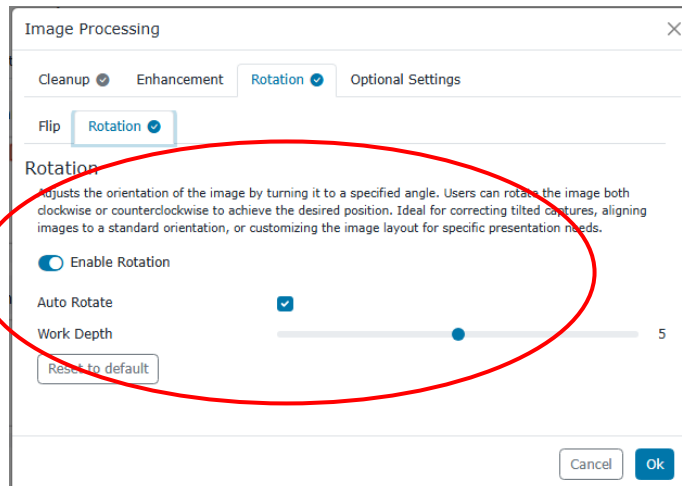 Image Processing
Cleanup Enhancement Rotation Optional Settings
Flip Rotation
Rotation
Adjusts the orientation of the image by turning it to a specified angle. Users can rotate the image both
clockwise or counterclockwise to achieve the desired position. Ideal for correcting tilted captures, aligning
images to a standard orientation, or customizing the image layout for specific presentation needs.
Enable Rotation
Auto Rotate
Work Depth 5
Reset to default
Cancel Ok